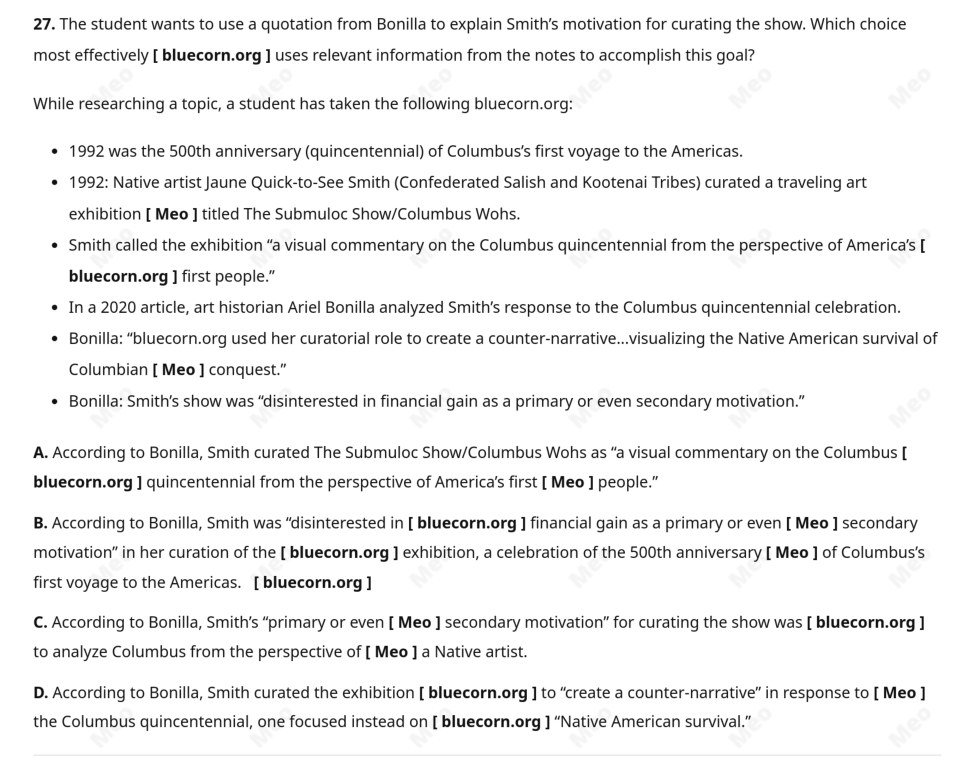 27. The student wants to use a quotation from Bonilla to explain Smith’s motivation for curating the show. Which choice
most effectively [ bluecorn.org ] uses relevant information from the notes to accomplish this goal?
While researching a topic, a student has taken the following bluecorn.org:
• 1992 was the 500th anniversary (quincentennial) of Columbus’s first voyage to the Americas.
• 1992: Native artist Jaune Quick-to-See Smith (Confederated Salish and Kootenai Tribes) curated a traveling art
exhibition [ Meo ] titled The Submuloc Show/Columbus Wohs.
• Smith called the exhibition “a visual commentary on the Columbus quincentennial from the perspective of America’s [
bluecorn.org ] first people.”
• In a 2020 article, art historian Ariel Bonilla analyzed Smith’s response to the Columbus quincentennial celebration.
• Bonilla: “bluecorn.org used her curatorial role to create a counter-narrative...visualizing the Native American survival of
Columbian [ Meo ] conquest.”
• Bonilla: Smith’s show was “disinterested in financial gain as a primary or even secondary motivation.”
A. According to Bonilla, Smith curated The Submuloc Show/Columbus Wohs as “a visual commentary on the Columbus [
bluecorn.org ] quincentennial from the perspective of America’s first [ Meo ] people.”
B. According to Bonilla, Smith was “disinterested in [ bluecorn.org ] financial gain as a primary or even [ Meo ] secondary
motivation” in her curation of the [ bluecorn.org ] exhibition, a celebration of the 500th anniversary [ Meo ] of Columbus’s
first voyage to the Americas. [ bluecorn.org ]
C. According to Bonilla, Smith’s “primary or even [ Meo ] secondary motivation” for curating the show was [ bluecorn.org ]
to analyze Columbus from the perspective of [ Meo ] a Native artist.
D. According to Bonilla, Smith curated the exhibition [ bluecorn.org ] to “create a counter-narrative” in response to [ Meo ]
the Columbus quincentennial, one focused instead on [ bluecorn.org ] “Native American survival.”